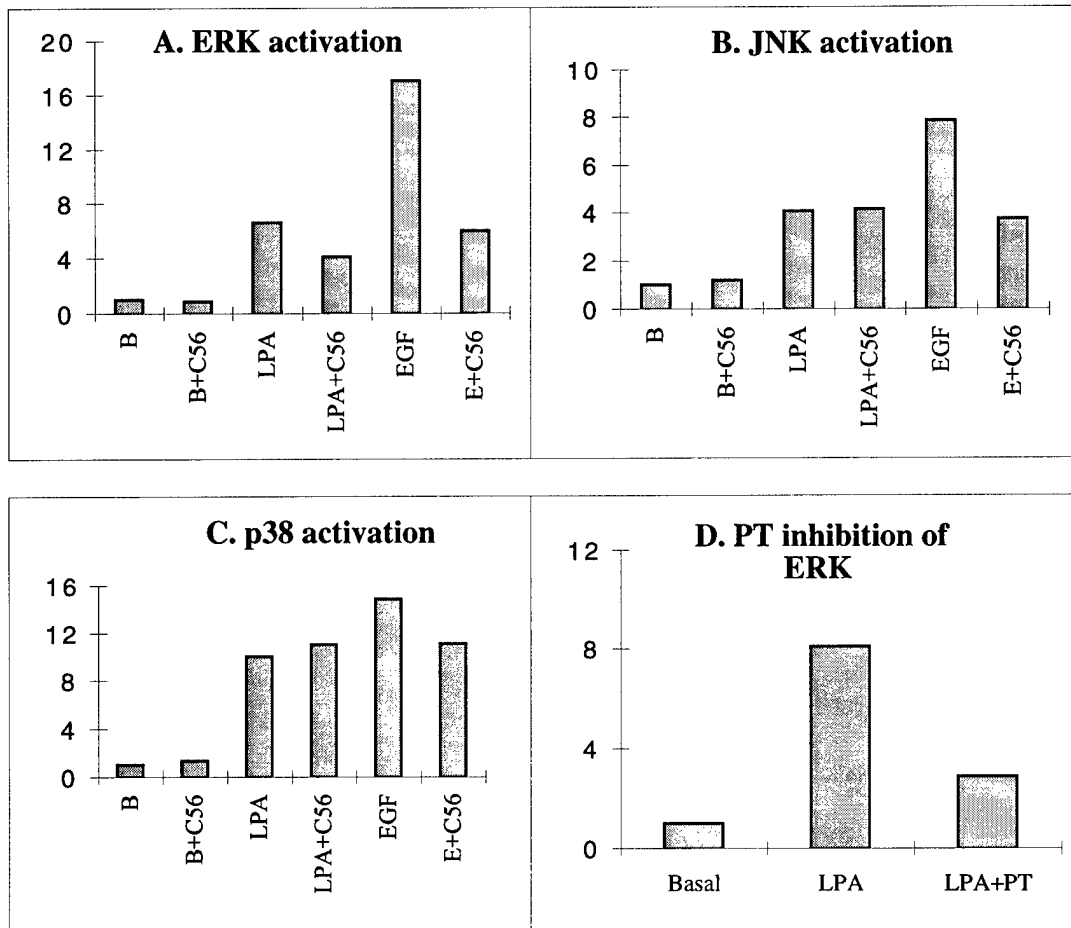 A. ERK activation
20
16
12
8
4
0
B
B+C56
LPA
LPA+C56
EGF
E+C56
B. JNK activation
10
8
6
4
2
0
B
B+C56
LPA
LPA+C56
EGF
E+C56
C. p38 activation
16
12
8
4
0
B
B+C56
LPA
LPA+C56
EGF
E+C56
D. PT inhibition of
ERK
12
8
4
0
Basal
LPA
LPA+PT